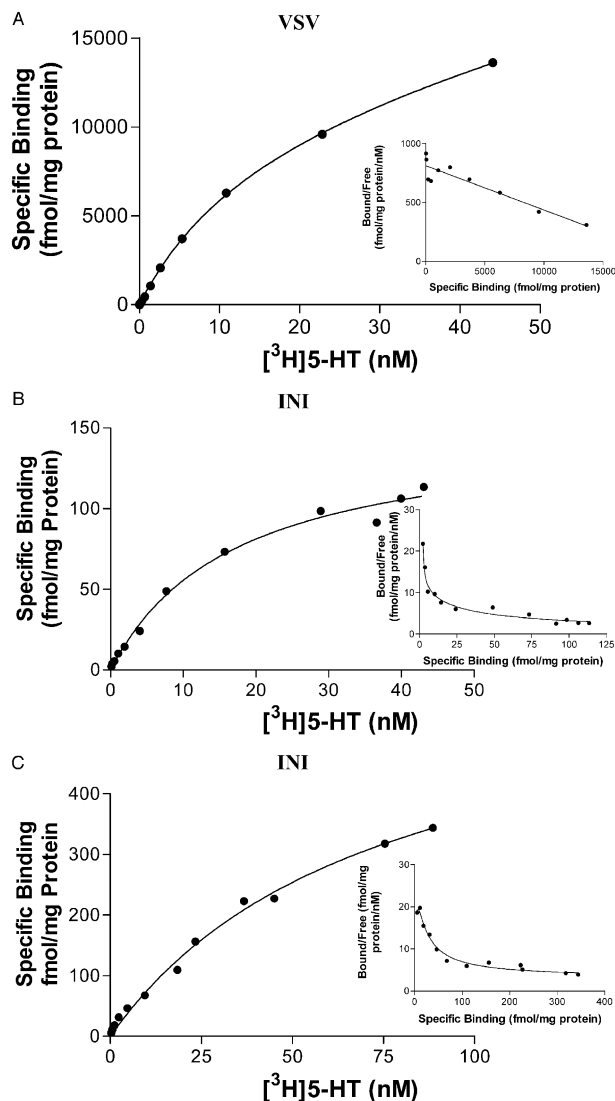 A
VSV
15000
10000
5000
0
Specific Binding
(fmol/mg protein)
0 10 20 30 40 50
[³H]5-HT (nM)
1000
500
0
Bound/Free
(fmol/mg protein/nM)
0 5000 10000 15000
Specific Binding (fmol/mg protien)
B
INI
150
100
50
0
Specific Binding
(fmol/mg Protein)
0 10 20 30 40 50
[³H]5-HT (nM)
30
20
10
0
Bound/Free
(fmol/mg protein/nM)
0 25 50 75 100 125
Specific Binding (fmol/mg protein)
C
INI
400
300
200
100
0
Specific Binding
fmol/mg Protein
0 25 50 75 100
[³H]5-HT (nM)
30
20
10
0
Bound/Free (fmol/mg
protein/nM)
0 100 200 300 400
Specific Binding (fmol/mg protein)